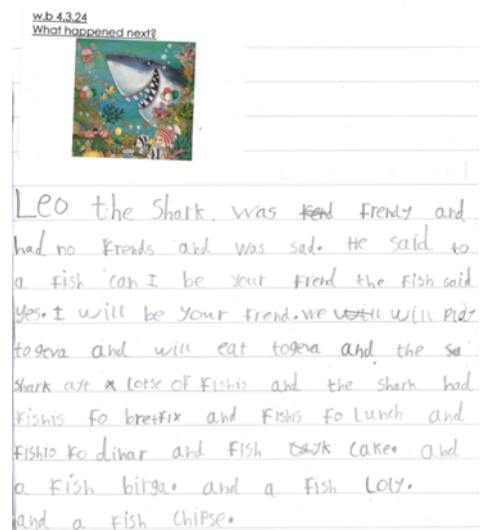 w.b 4.3.24
What happened next?
Leo the Shark. was frendy and
had no frends and was sad. He said to
a fish can I be your frend the fish said
yes. I will be your frend. we will play
togeva and will eat togeva and the
shark ayt a lotse of fishis and the shark had
fishis fo bretfix and fishis fo lunch and
fishis fo dinar and fish cake. and
a fish birga. and a fish loly.
and a fish chipse.